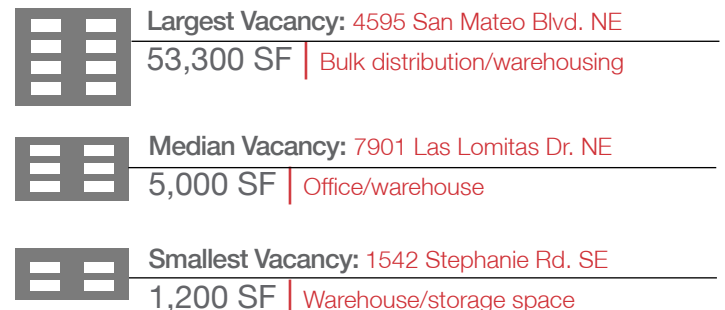 Largest Vacancy: 4595 San Mateo Blvd. NE
53,300 SF | Bulk distribution/warehousing
Median Vacancy: 7901 Las Lomitas Dr. NE
5,000 SF | Office/warehouse
Smallest Vacancy: 1542 Stephanie Rd. SE
1,200 SF | Warehouse/storage space